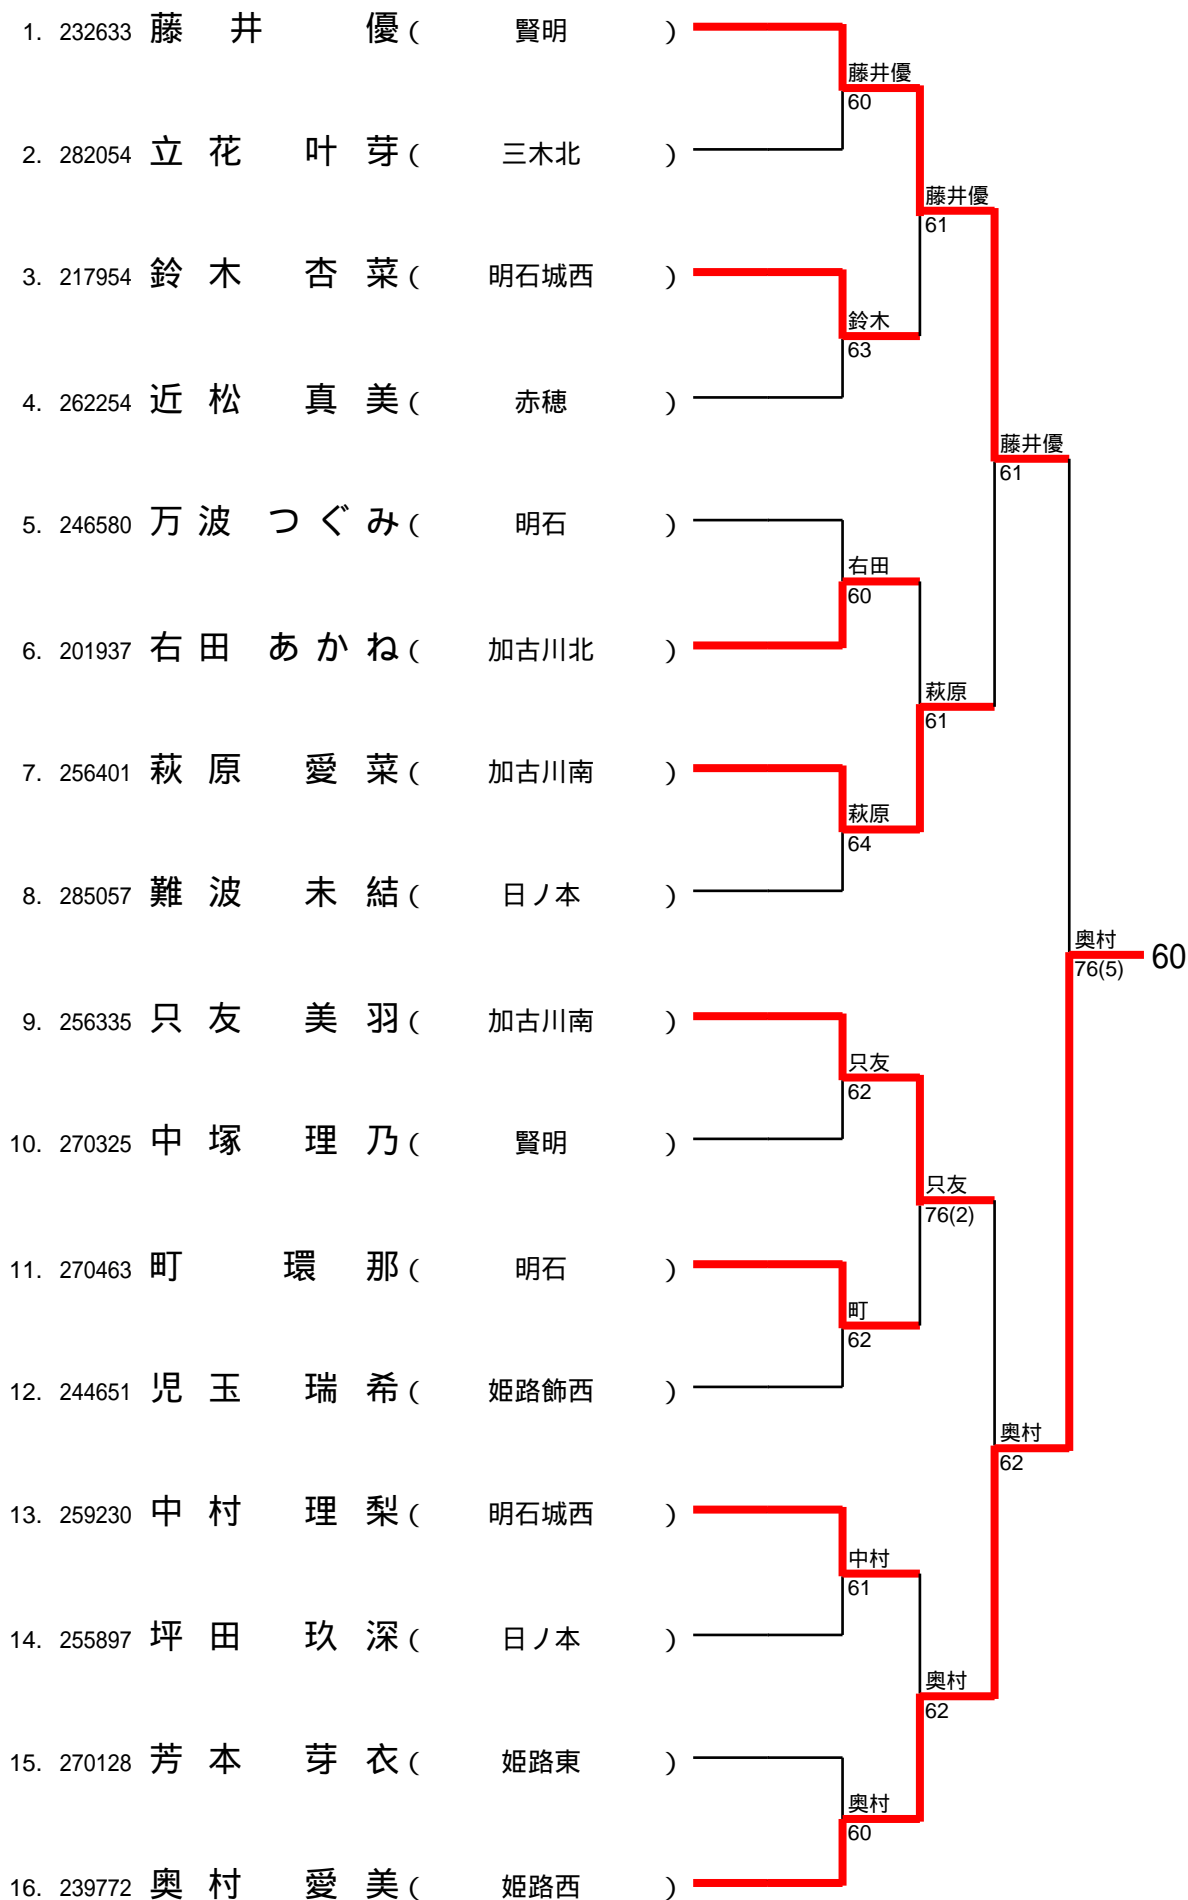 1. 232633 藤井 優 ( 賢明 )
藤井優
60
2. 282054 立花 叶芽 ( 三木北 )
藤井優
61
3. 217954 鈴木 杏菜 ( 明石城西 )
鈴木
63
4. 262254 近松 真美 ( 赤穂 )
藤井優
61
5. 246580 万波 つぐみ ( 明石 )
右田
60
6. 201937 右田 あかね ( 加古川北 )
萩原
61
7. 256401 萩原 愛菜 ( 加古川南 )
萩原
64
8. 285057 難波 未結 ( 日ノ本 )
奥村
76(5) 60
9. 256335 只友 美羽 ( 加古川南 )
只友
62
10. 270325 中塚 理乃 ( 賢明 )
只友
76(2)
11. 270463 町 環那 ( 明石 )
町
62
12. 244651 児玉 瑞希 ( 姫路飾西 )
奥村
62
13. 259230 中村 理梨 ( 明石城西 )
中村
61
14. 255897 坪田 玖深 ( 日ノ本 )
奥村
62
15. 270128 芳本 芽衣 ( 姫路東 )
奥村
60
16. 239772 奥村 愛美 ( 姫路西 )